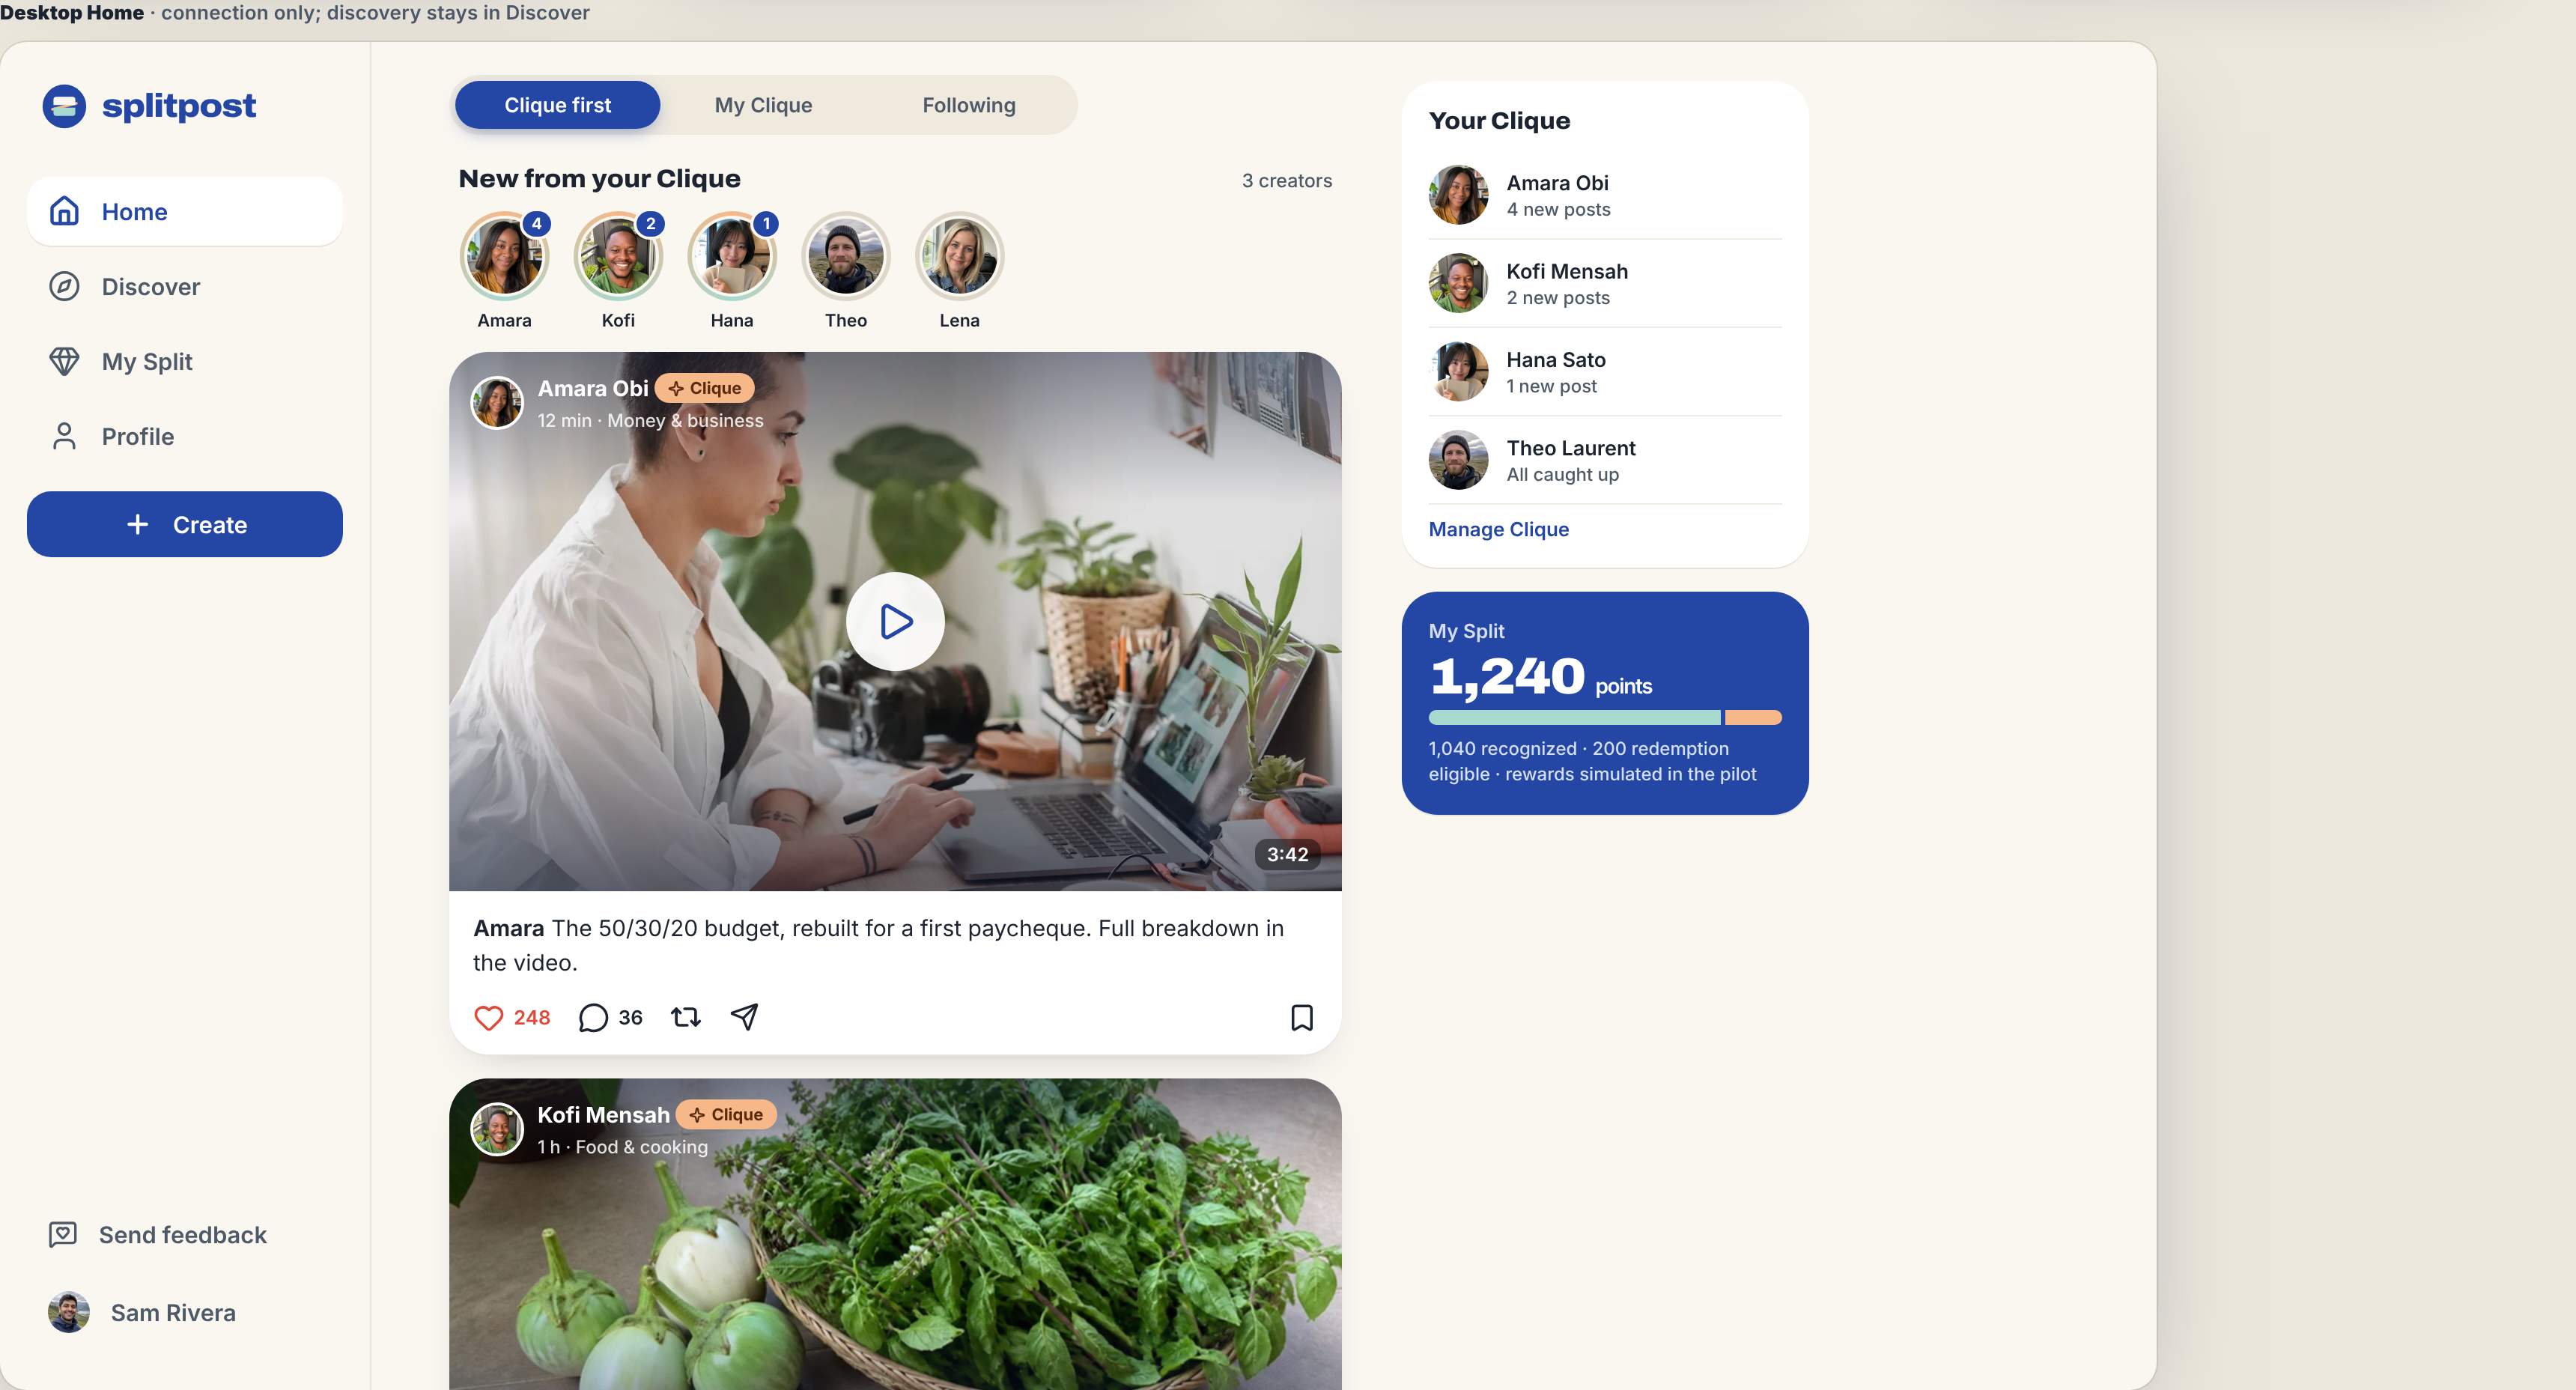 Desktop Home · connection only; discovery stays in Discover
splitpost
Home
Discover
My Split
Profile
Create
Send feedback
Sam Rivera
Clique first
My Clique
Following
New from your Clique
3 creators
4
2
1
Amara
Kofi
Hana
Theo
Lena
Amara Obi
Clique
12 min · Money & business
3:42
Amara The 50/30/20 budget, rebuilt for a first paycheque. Full breakdown in
the video.
248
36
Kofi Mensah
Clique
1 h · Food & cooking
Your Clique
Amara Obi
4 new posts
Kofi Mensah
2 new posts
Hana Sato
1 new post
Theo Laurent
All caught up
Manage Clique
My Split
1,240 points
1,040 recognized · 200 redemption
eligible · rewards simulated in the pilot